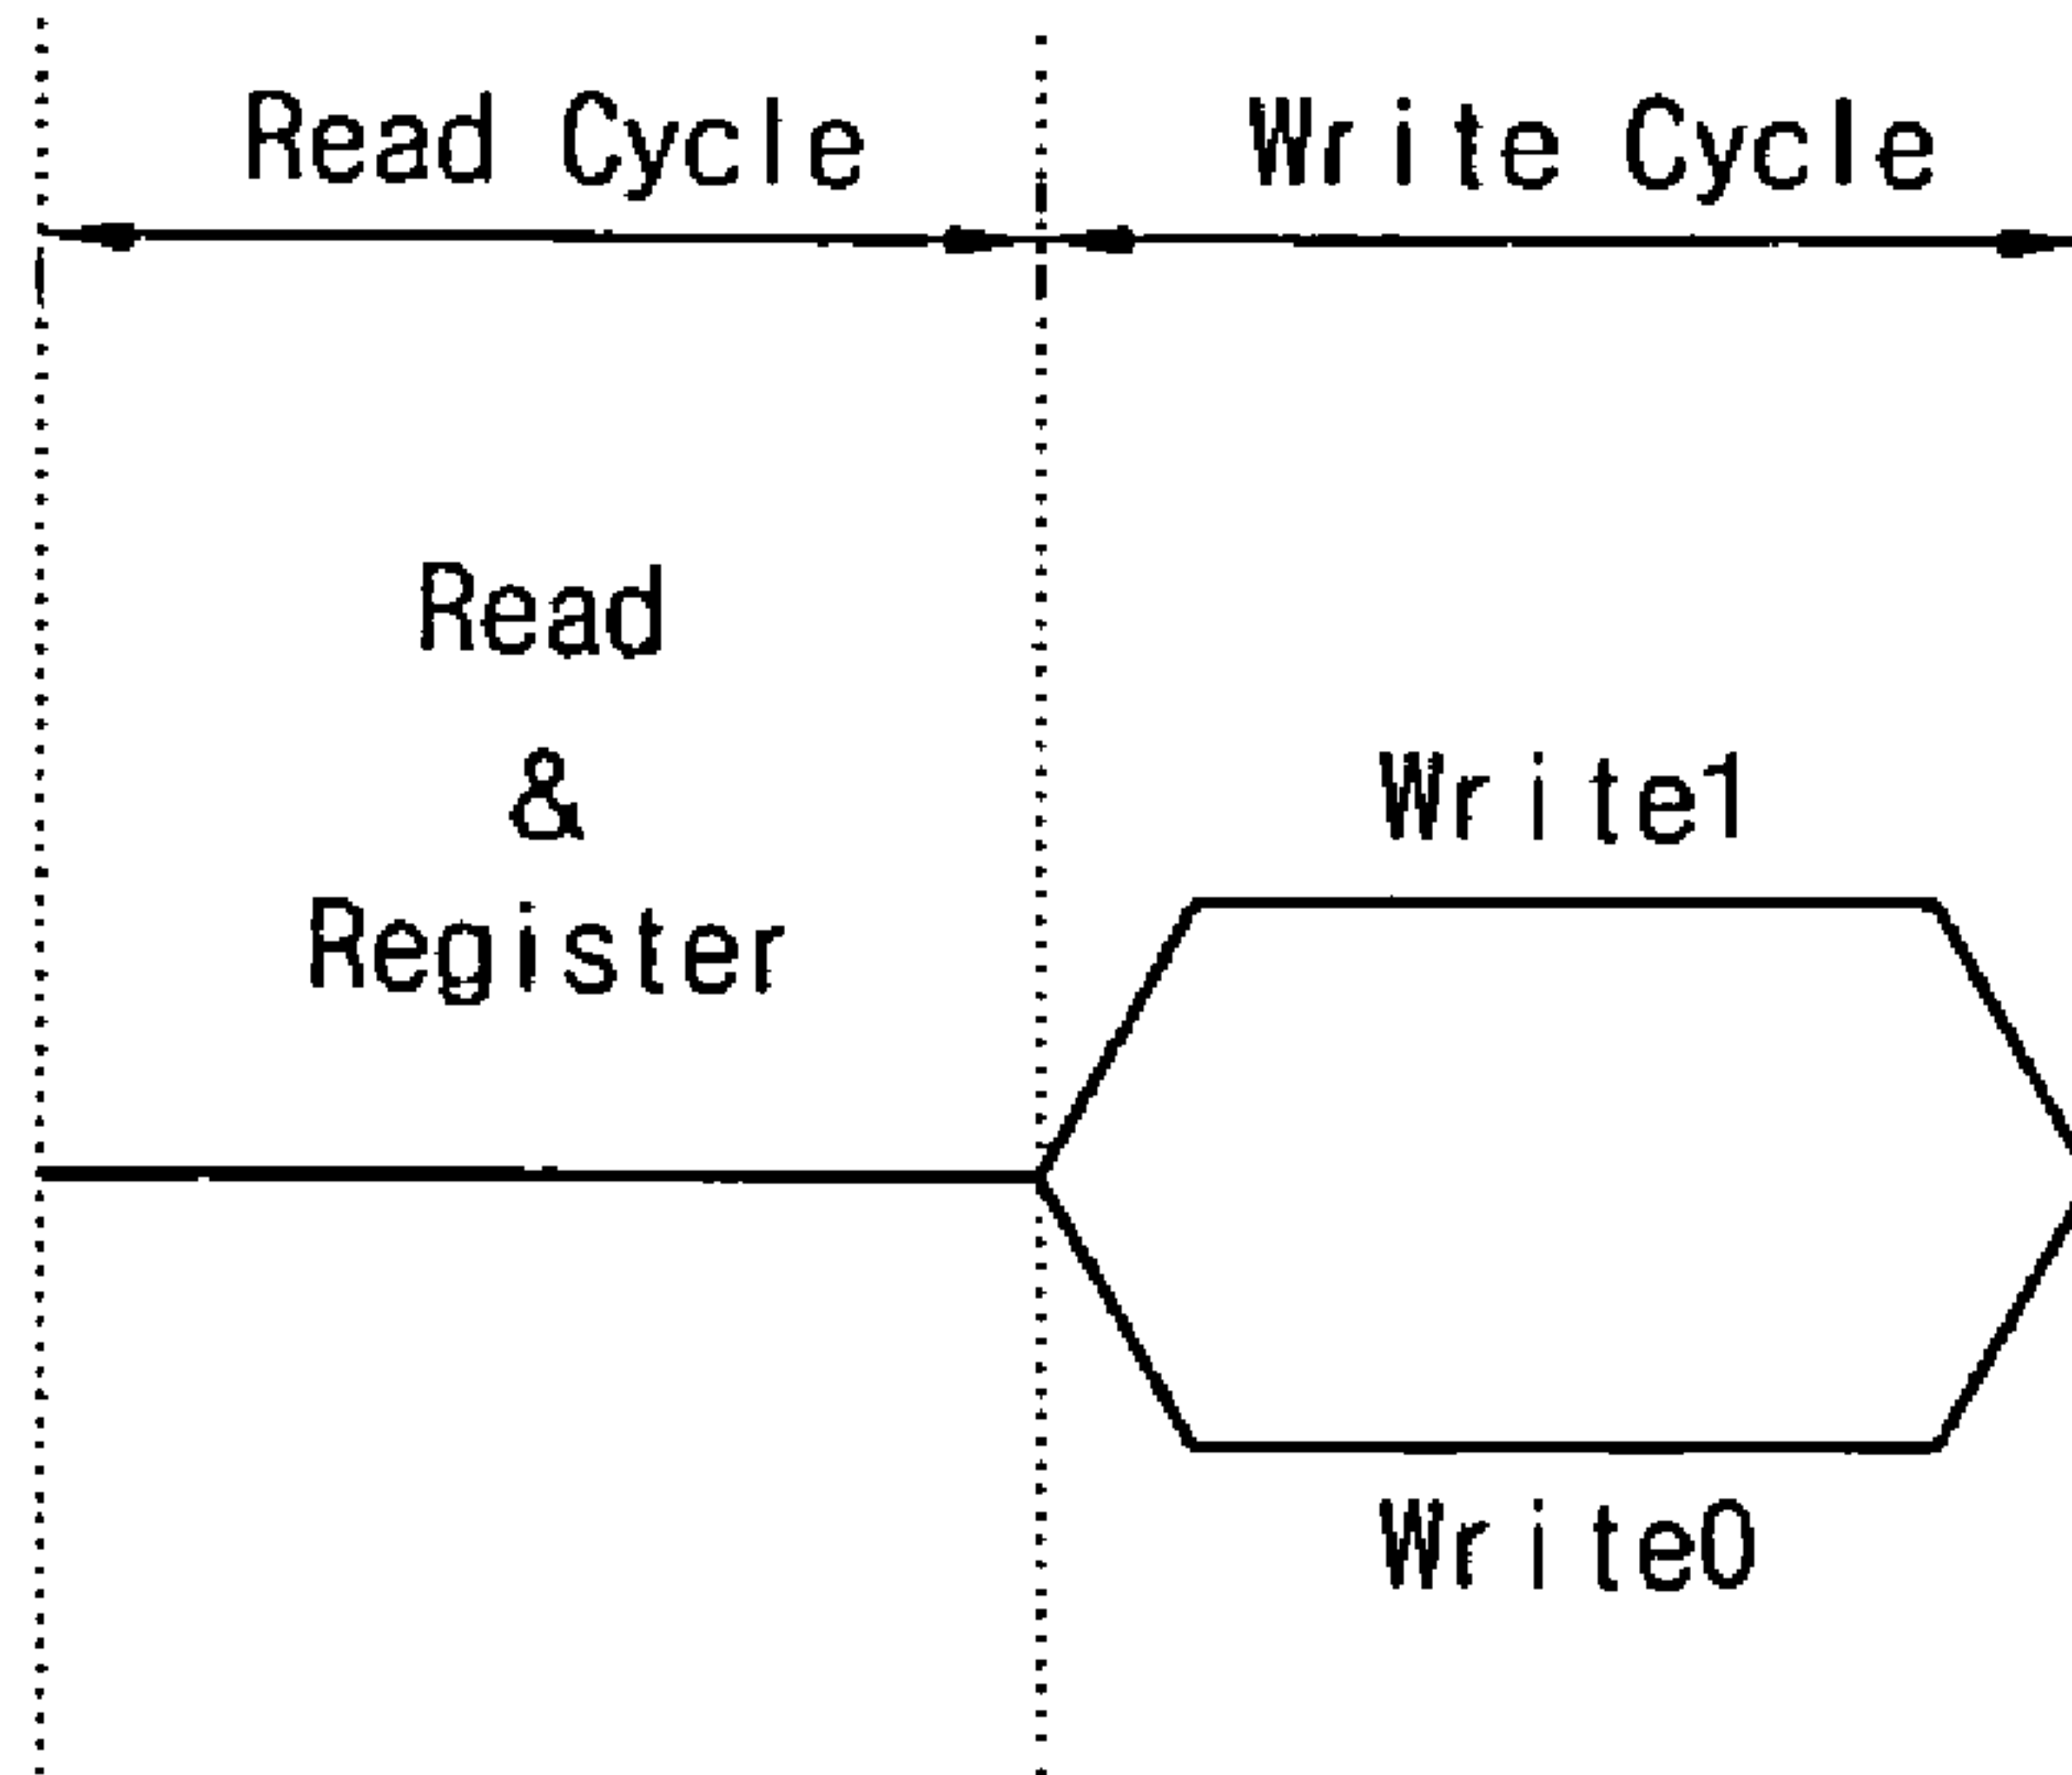 Read Cycle
Write Cycle
Read
&
Register
Write1
Write0